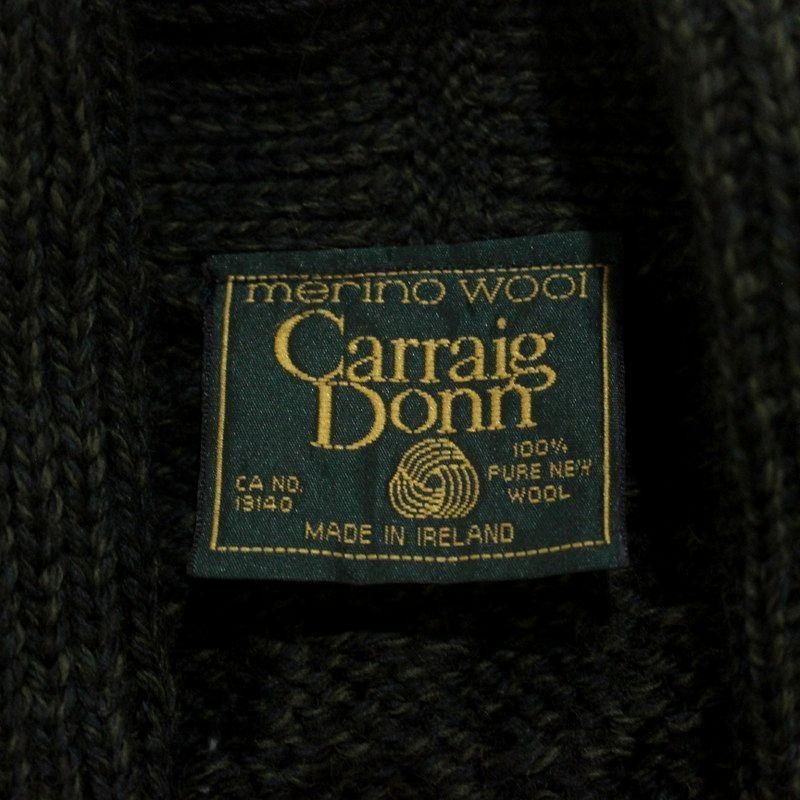 merino wool
Carraig
Donn
100%
PURE NEW
WOOL
CA NO.
13140
MADE IN IRELAND